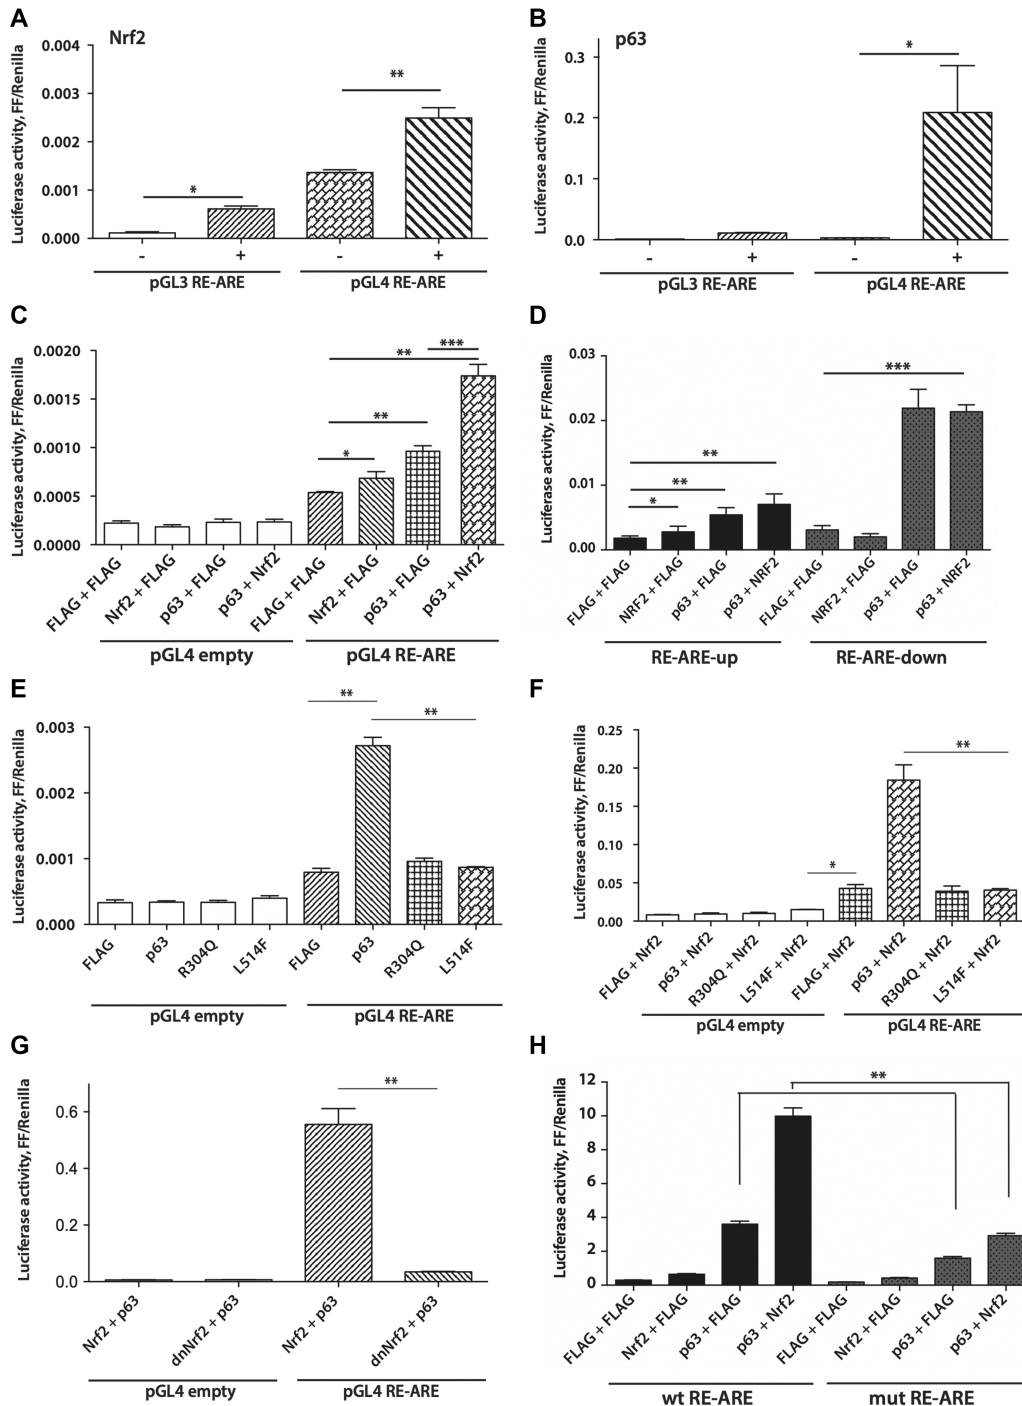 A
Nrf2
Luciferase activity, FF/Renilla
0.004
0.003
0.002
0.001
0.000
*
**
- + - +
pGL3 RE-ARE pGL4 RE-ARE
B
p63
Luciferase activity, FF/Renilla
0.3
0.2
0.1
0.0
*
- + - +
pGL3 RE-ARE pGL4 RE-ARE
C
Luciferase activity, FF/Renilla
0.0020
0.0015
0.0010
0.0005
0.0000
***
**
**
*
FLAG + FLAG
Nrf2 + FLAG
p63 + FLAG
p63 + Nrf2
FLAG + FLAG
Nrf2 + FLAG
p63 + FLAG
p63 + Nrf2
pGL4 empty pGL4 RE-ARE
D
Luciferase activity, FF/Renilla
0.03
0.02
0.01
0.00
***
**
**
*
FLAG + FLAG
NRF2 + FLAG
p63 + FLAG
p63 + NRF2
FLAG + FLAG
NRF2 + FLAG
p63 + FLAG
p63 + NRF2
RE-ARE-up RE-ARE-down
E
Luciferase activity, FF/Renilla
0.003
0.001
0.000
**
**
FLAG
p63
R304Q
L514F
FLAG
p63
R304Q
L514F
pGL4 empty pGL4 RE-ARE
F
Luciferase activity, FF/Renilla
0.25
0.20
0.15
0.10
0.05
0.00
**
*
FLAG + Nrf2
p63 + Nrf2
R304Q + Nrf2
L514F + Nrf2
FLAG + Nrf2
p63 + Nrf2
R304Q + Nrf2
L514F + Nrf2
pGL4 empty pGL4 RE-ARE
G
Luciferase activity, FF/Renilla
0.6
0.4
0.2
0.0
**
Nrf2 + p63
dnNrf2 + p63
Nrf2 + p63
dnNrf2 + p63
pGL4 empty pGL4 RE-ARE
H
Luciferase activity, FF/Renilla
12
10
8
6
4
2
0
**
FLAG + FLAG
Nrf2 + FLAG
p63 + FLAG
p63 + Nrf2
FLAG + FLAG
Nrf2 + FLAG
p63 + FLAG
p63 + Nrf2
wt RE-ARE mut RE-ARE